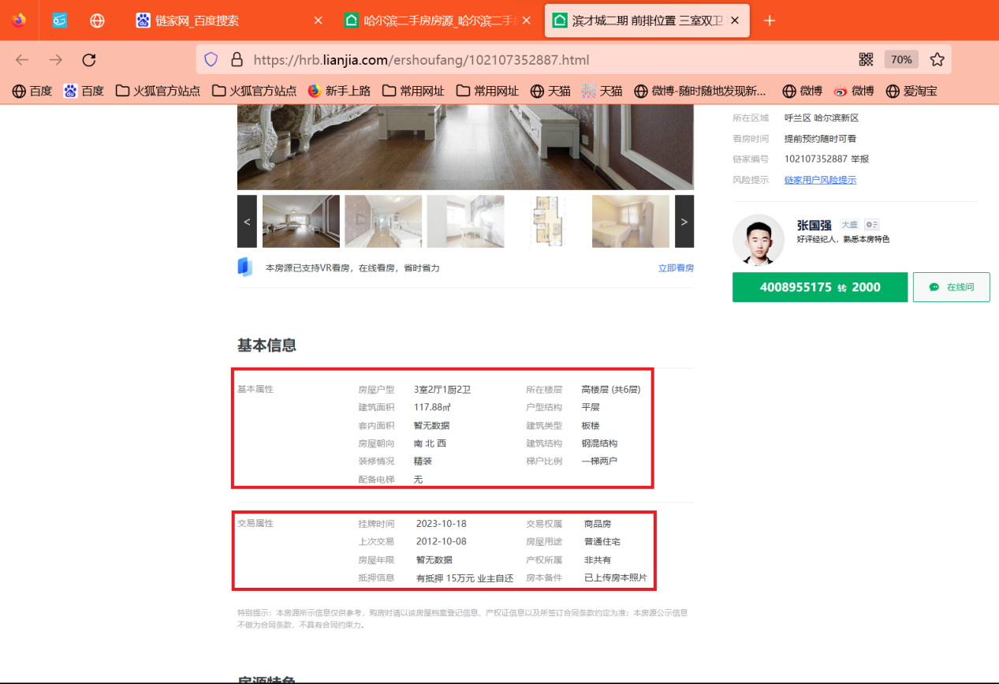 链家网_百度搜索
哈尔滨二手房房源_哈尔滨二手
滨才城二期 前排位置 三室双卫
https://hrb.lianjia.com/ershoufang/102107352887.html
70%
百度
百度
火狐官方站点
火狐官方站点
新手上路
常用网址
常用网址
天猫
天猫
微博-随时随地发现新...
微博
微博
爱淘宝
所在区域 呼兰区 哈尔滨新区
看房时间 提前预约随时可看
链家编号 102107352887 举报
风险提示 链家用户风险提示
<
>
张国强 大盛
好评经纪人，熟悉本房特色
本房源已支持VR看房，在线看房，省时省力 立即看房
4008955175 转 2000
在线问
基本信息
基本属性 房屋户型 3室2厅1厨2卫 所在楼层 高楼层 (共6层)
建筑面积 117.88㎡ 户型结构 平层
套内面积 暂无数据 建筑类型 板楼
房屋朝向 南 北 西 建筑结构 钢混结构
装修情况 精装 梯户比例 一梯两户
配备电梯 无
交易属性 挂牌时间 2023-10-18 交易权属 商品房
上次交易 2012-10-08 房屋用途 普通住宅
房屋年限 暂无数据 产权所属 非共有
抵押信息 有抵押 15万元 业主自还 房本备件 已上传房本照片
特别提示：本房源所示信息仅供参考，购房时请以该房屋档案登记信息、产权证信息以及所签订合同条款约定为准；本房源公示信息
不做为合同条款，不具有合同约束力。
房源特色